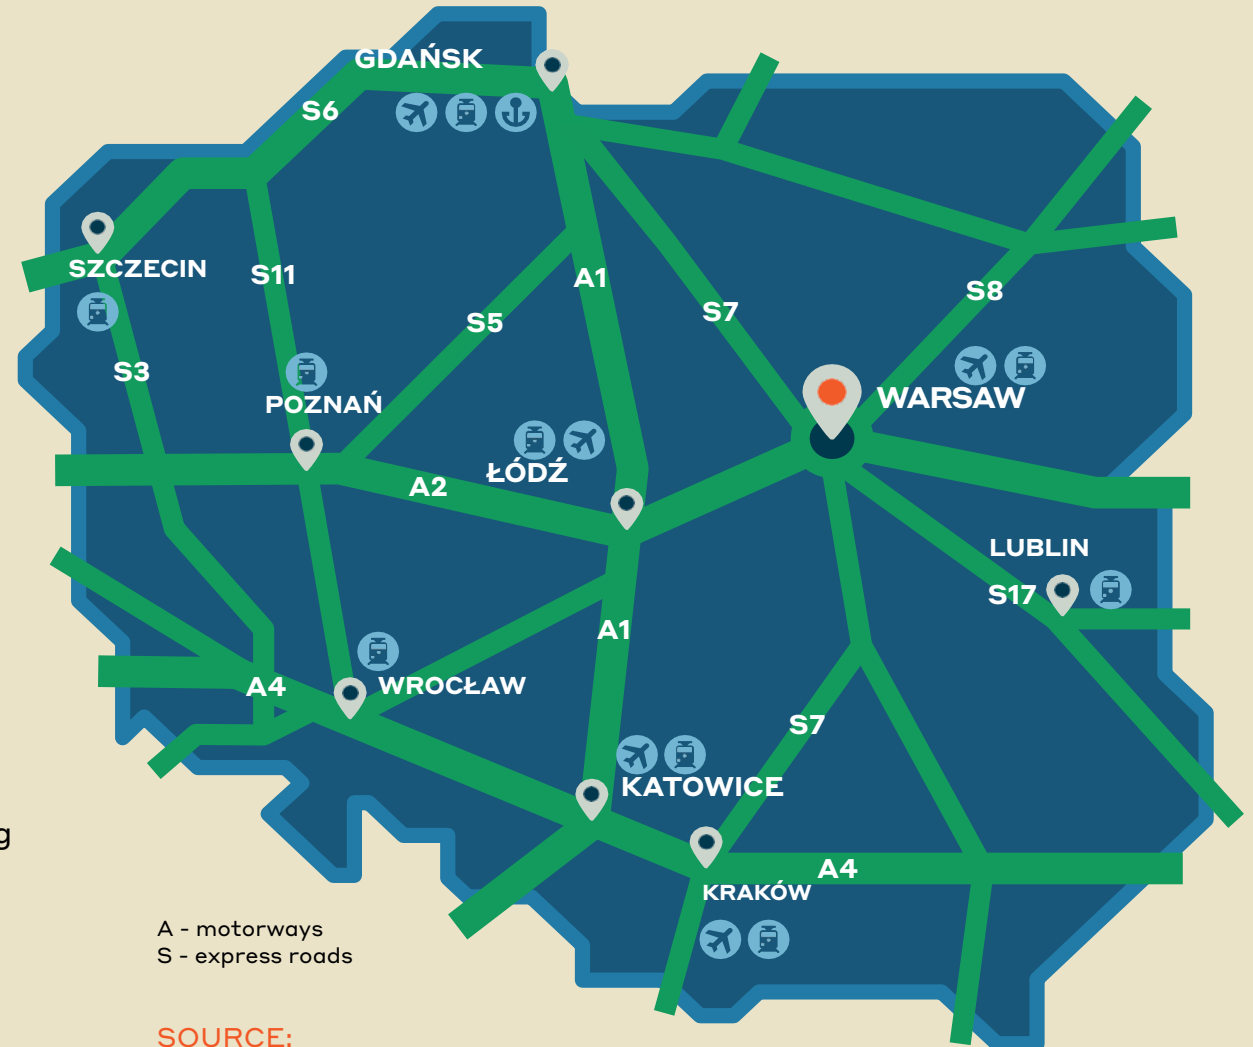 GDAŃSK
S6
SZCZECIN
S11
A1
S8
S5
S7
S3
WARSAW
POZNAŃ
ŁÓDŹ
A2
LUBLIN
S17
A1
A4
WROCŁAW
S7
KATOWICE
g
A4
KRAKÓW
A - motorways
S - express roads
SOURCE: